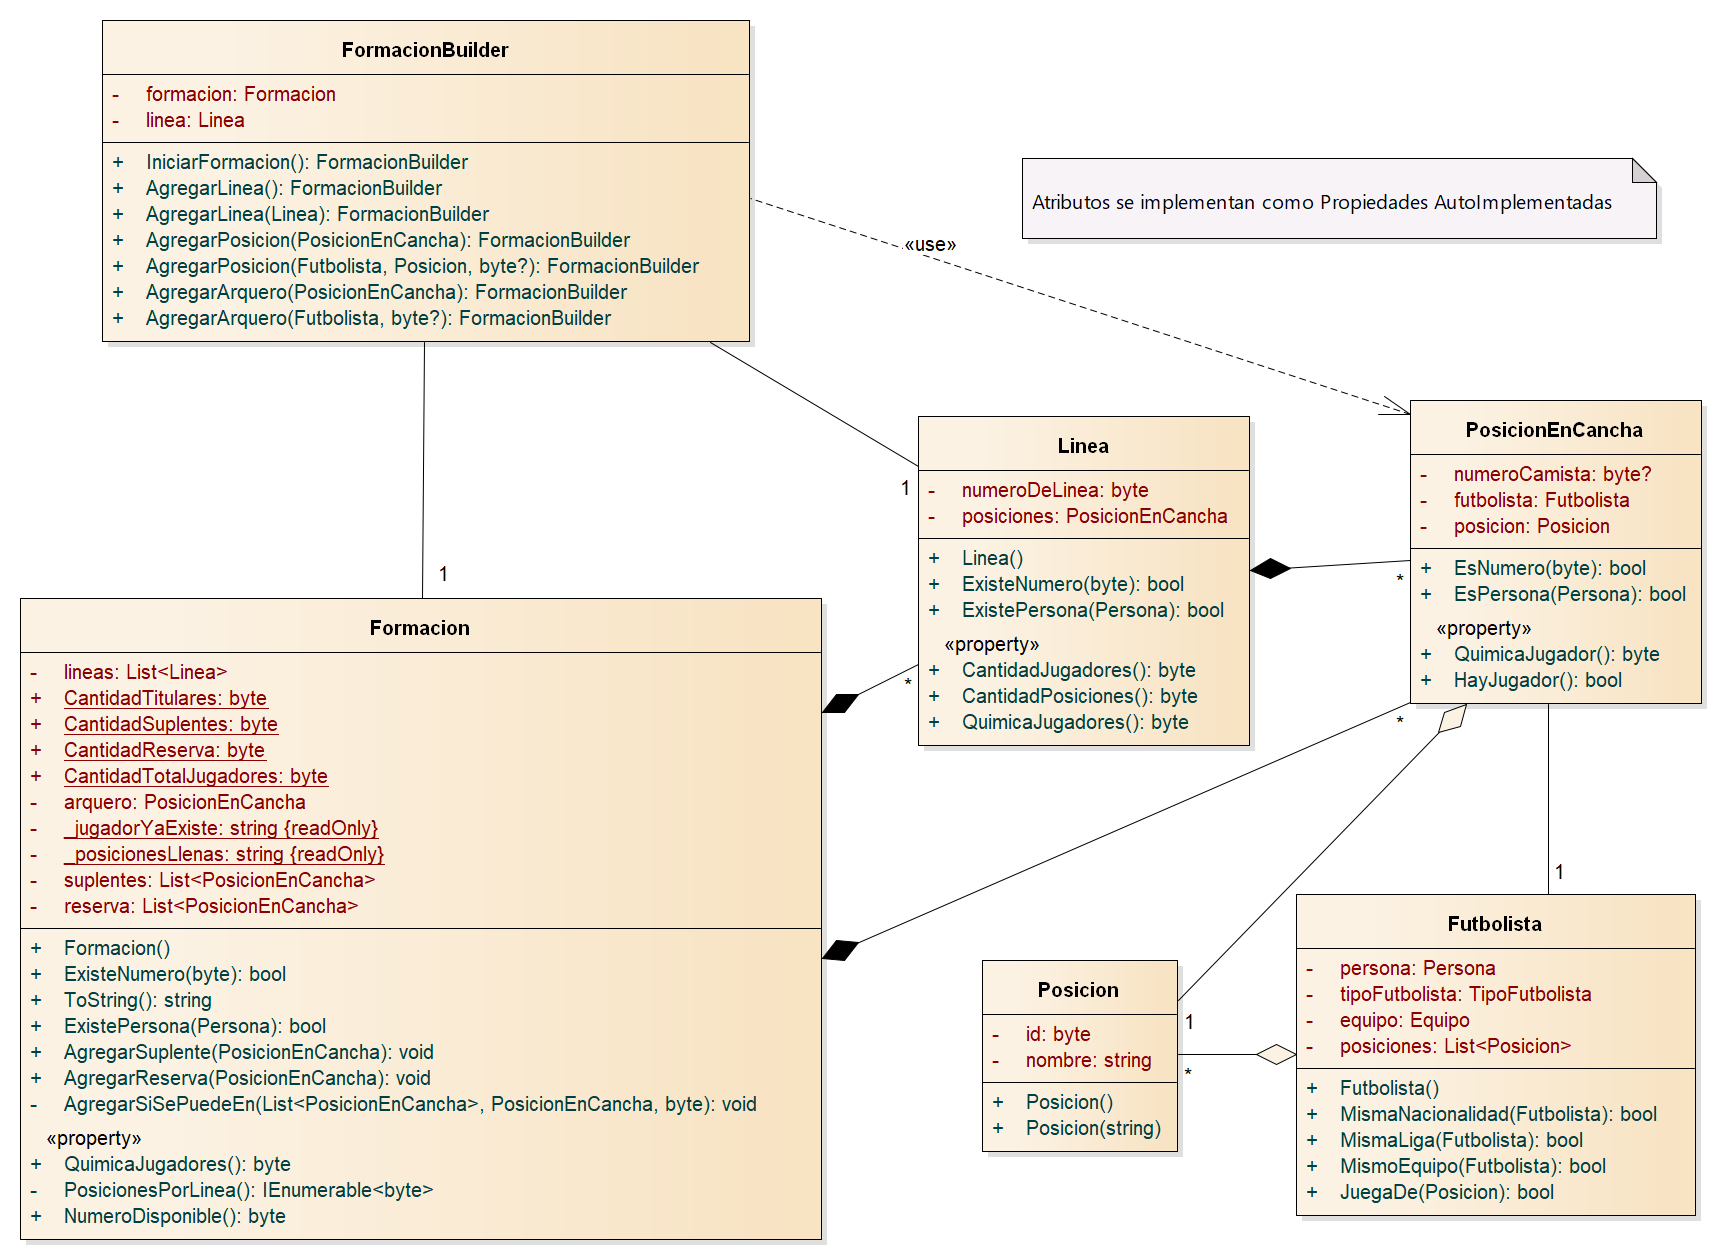 FormacionBuilder
- formacion: Formacion
- linea: Linea
+ IniciarFormacion(): FormacionBuilder
+ AgregarLinea(): FormacionBuilder
+ AgregarLinea(Linea): FormacionBuilder
+ AgregarPosicion(PosicionEnCancha): FormacionBuilder
+ AgregarPosicion(Futbolista, Posicion, byte?): FormacionBuilder
+ AgregarArquero(PosicionEnCancha): FormacionBuilder
+ AgregarArquero(Futbolista, byte?): FormacionBuilder
Atributos se implementan como Propiedades AutoImplementadas
«use»
Linea
- numeroDeLinea: byte
- posiciones: PosicionEnCancha
+ Linea()
+ ExisteNumero(byte): bool
+ ExistePersona(Persona): bool
«property»
+ CantidadJugadores(): byte
+ CantidadPosiciones(): byte
+ QuimicaJugadores(): byte
1
*
PosicionEnCancha
- numeroCamista: byte?
- futbolista: Futbolista
- posicion: Posicion
+ EsNumero(byte): bool
+ EsPersona(Persona): bool
«property»
+ QuimicaJugador(): byte
+ HayJugador(): bool
*
*
1
Formacion
- lineas: List<Linea>
+ CantidadTitulares: byte
+ CantidadSuplentes: byte
+ CantidadReserva: byte
+ CantidadTotalJugadores: byte
- arquero: PosicionEnCancha
- _jugadorYaExiste: string {readOnly}
- _posicionesLlenas: string {readOnly}
- suplentes: List<PosicionEnCancha>
- reserva: List<PosicionEnCancha>
+ Formacion()
+ ExisteNumero(byte): bool
+ ToString(): string
+ ExistePersona(Persona): bool
+ AgregarSuplente(PosicionEnCancha): void
+ AgregarReserva(PosicionEnCancha): void
- AgregarSiSePuedeEn(List<PosicionEnCancha>, PosicionEnCancha, byte): void
«property»
+ QuimicaJugadores(): byte
- PosicionesPorLinea(): IEnumerable<byte>
+ NumeroDisponible(): byte
Posicion
- id: byte
- nombre: string
+ Posicion()
+ Posicion(string)
1
*
1
Futbolista
- persona: Persona
- tipoFutbolista: TipoFutbolista
- equipo: Equipo
- posiciones: List<Posicion>
+ Futbolista()
+ MismaNacionalidad(Futbolista): bool
+ MismaLiga(Futbolista): bool
+ MismoEquipo(Futbolista): bool
+ JuegaDe(Posicion): bool